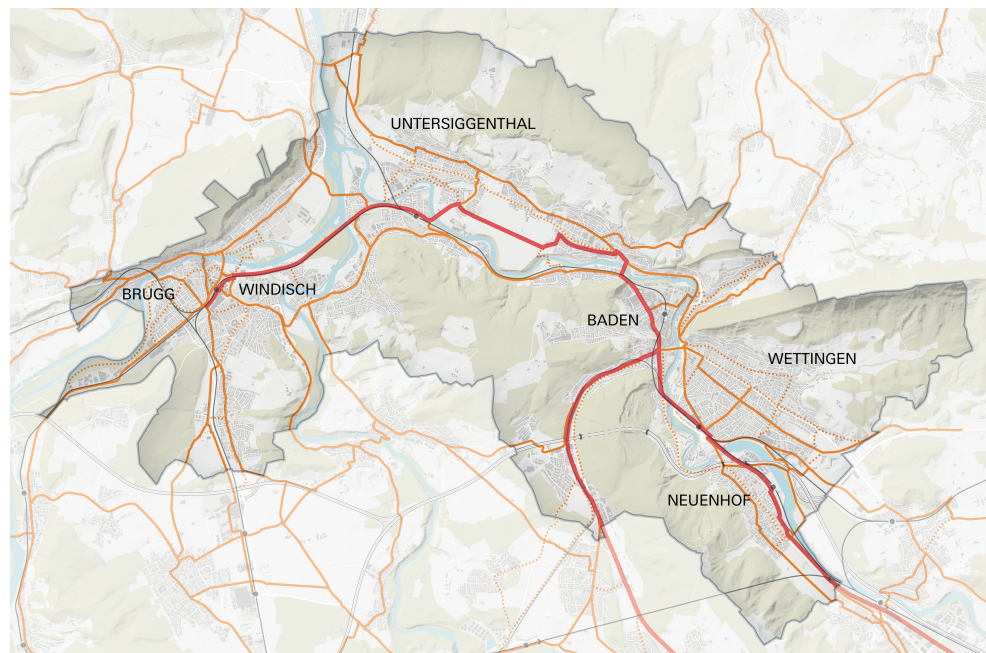 UNTERSIGGENTHAL
BRUGG
WINDISCH
BADEN
WETTINGEN
NEUENHOF